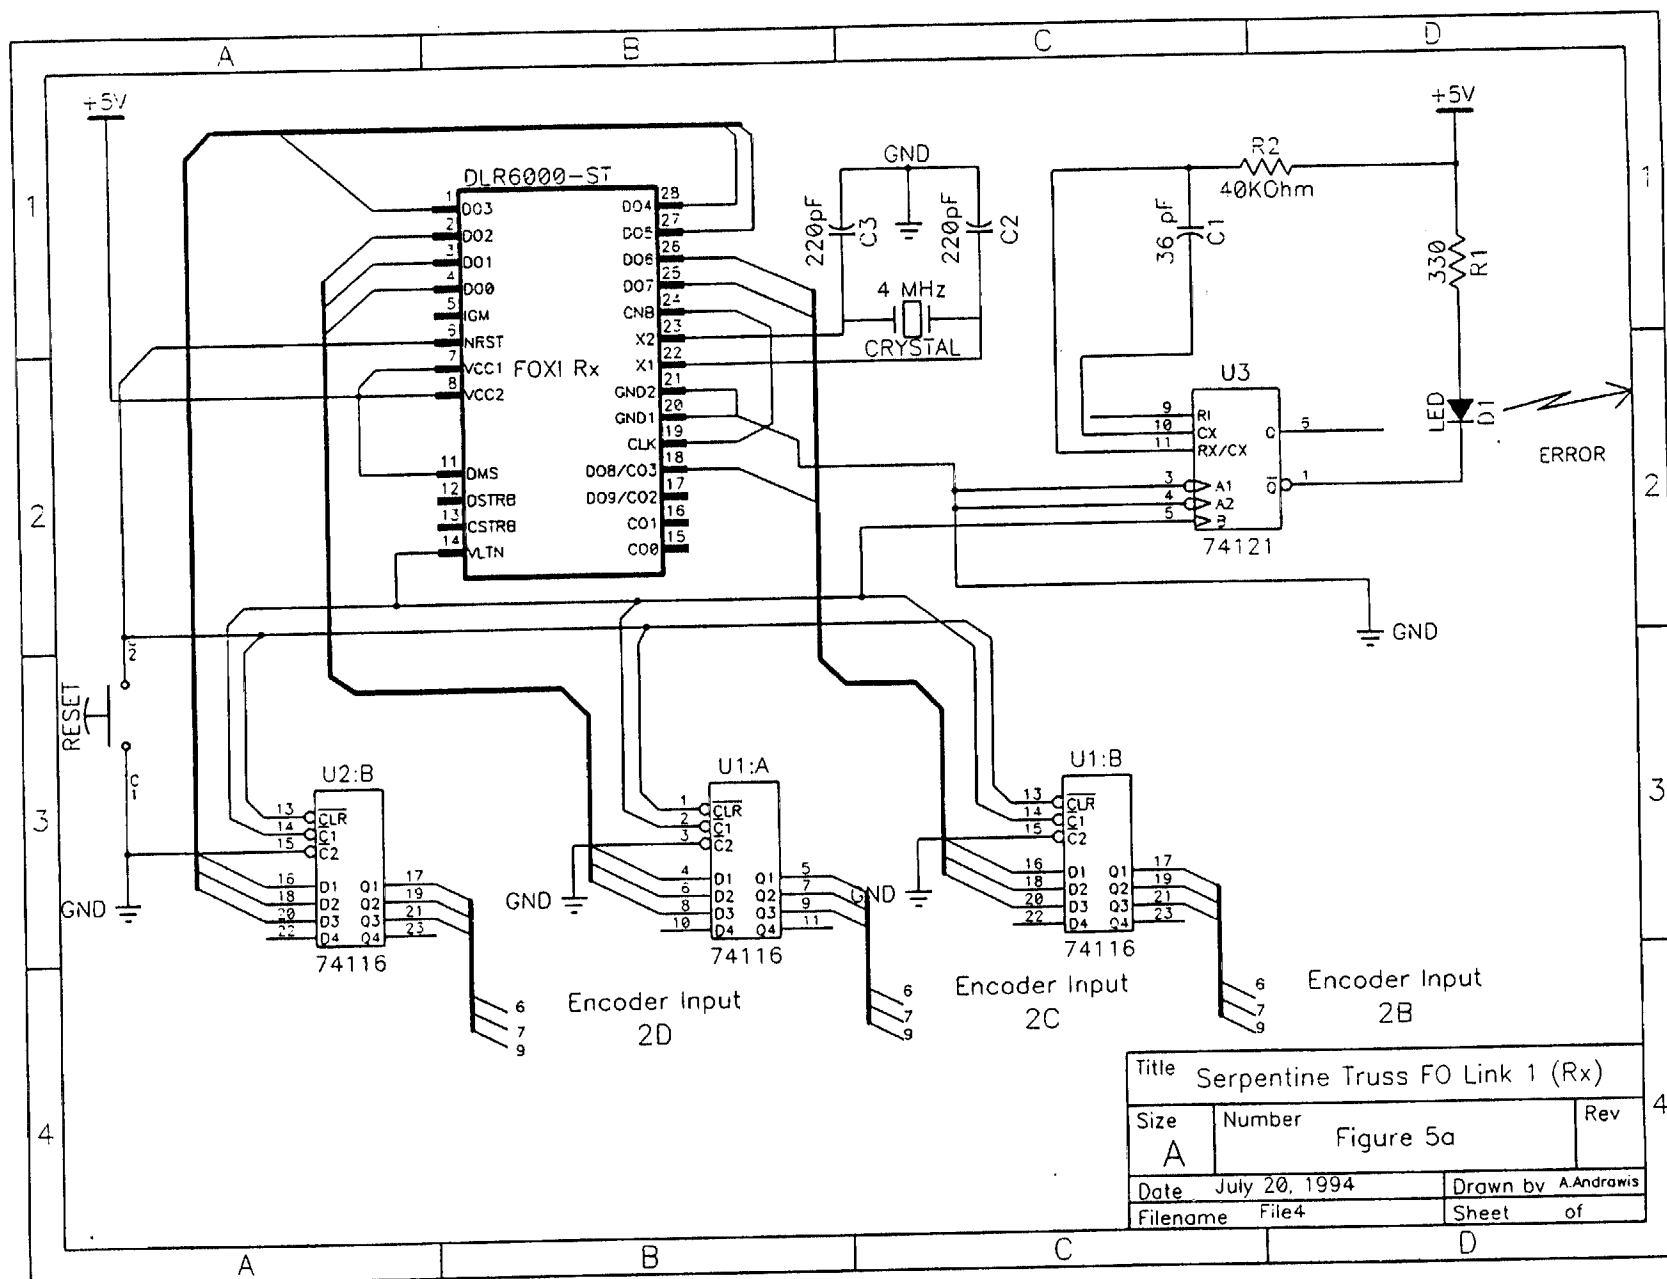 A B C D
1
2
3
4
+5V
DLR6000-ST
FOXI Rx
1 DO3
2 DO2
3 DO1
4 DO0
5 IGM
6 NRST
7 VCC1
8 VCC2
11 DMS
12 DSTRB
13 CSTRB
14 VLTN
28 DO4
27 DO5
26 DO6
25 DO7
24 CNB
23 X2
22 X1
21 GND2
20 GND1
19 CLK
18 DO8/CO3
17 DO9/CO2
16 CO1
15 CO0
GND
220pF C3
220pF C2
4 MHz
CRYSTAL
+5V
R2
40KOhm
36 pF C1
330 R1
LED D1
ERROR
U3
9 RI
10 CX
11 RX/CX
3 A1
4 A2
5 B
Q 6
Q 1
74121
GND
RESET
2
C
1
GND
U2:B
13 CLR
14 C1
15 C2
16 D1 Q1 17
18 D2 Q2 19
20 D3 Q3 21
22 D4 Q4 23
74116
6
7
9
Encoder Input
2D
GND
U1:A
1 CLR
2 C1
3 C2
4 D1 Q1 5
6 D2 Q2 7
8 D3 Q3 9
10 D4 Q4 11
74116
6
7
9
Encoder Input
2C
GND
U1:B
13 CLR
14 C1
15 C2
16 D1 Q1 17
18 D2 Q2 19
20 D3 Q3 21
22 D4 Q4 23
74116
6
7
9
Encoder Input
2B
Title Serpentine Truss FO Link 1 (Rx)
Size A
Number Figure 5a
Rev
Date July 20, 1994
Drawn by A.Andrawis
Filename File4
Sheet of
1
2
3
4
A B C D